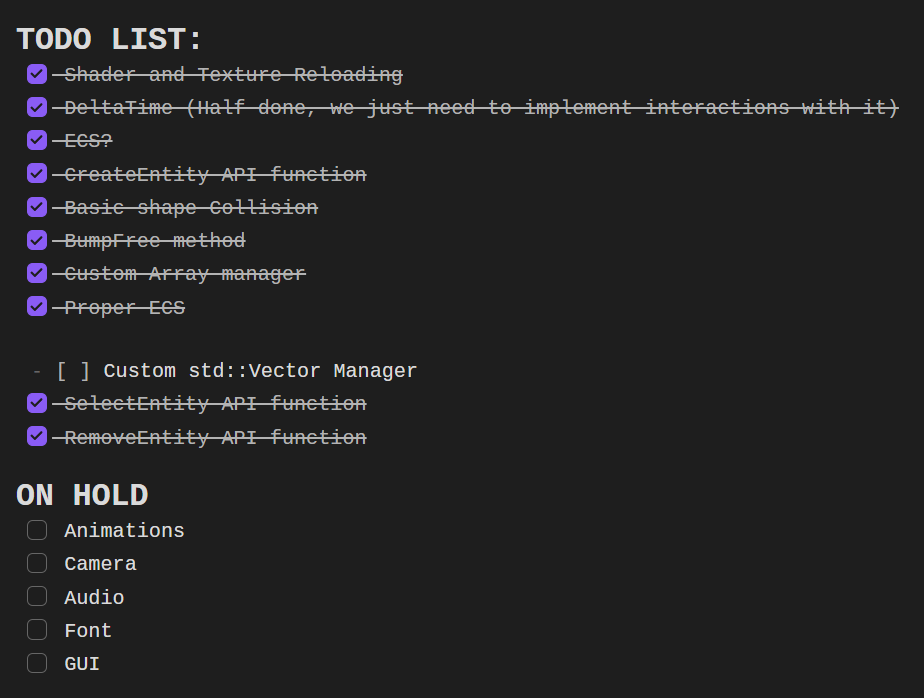 TODO LIST:
Shader and Texture Reloading
DeltaTime (Half done, we just need to implement interactions with it)
ECS?
CreateEntity API function
Basic shape Collision
BumpFree method
Custom Array manager
Proper ECS
- [ ] Custom std::Vector Manager
SelectEntity API function
RemoveEntity API function
ON HOLD
Animations
Camera
Audio
Font
GUI